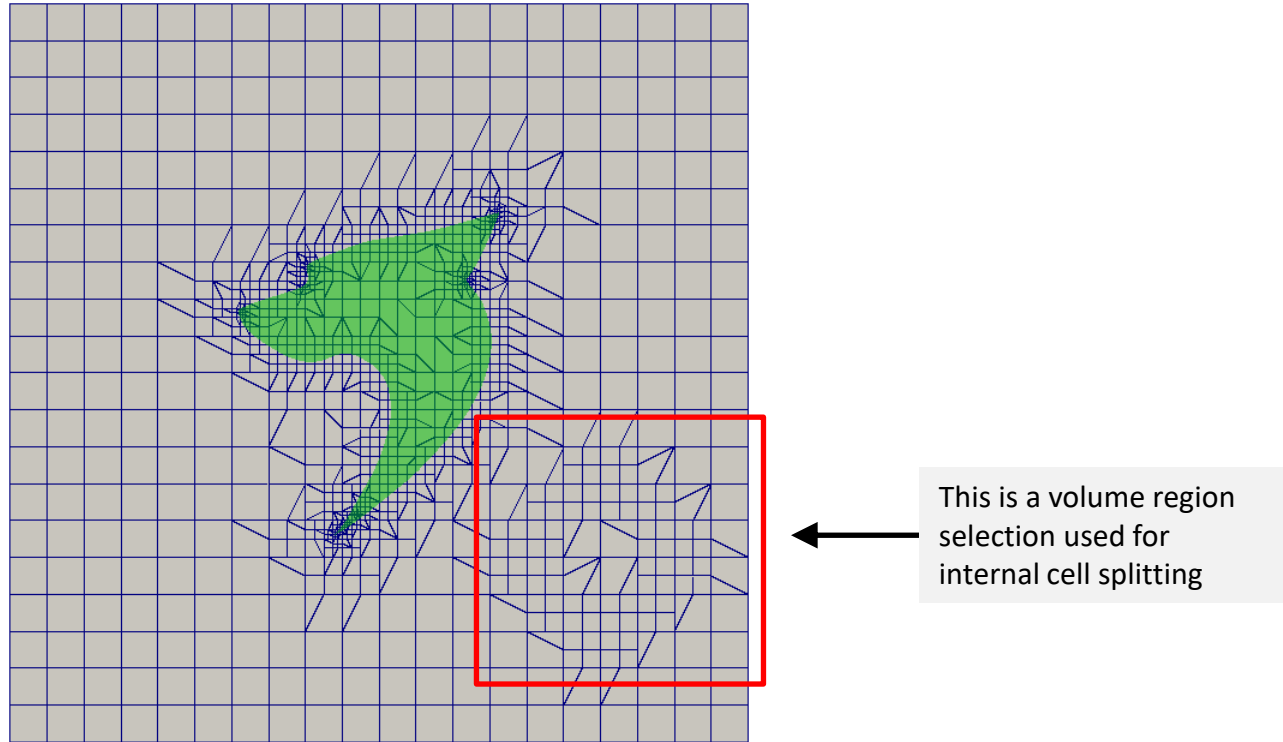 This is a volume region
selection used for
internal cell splitting